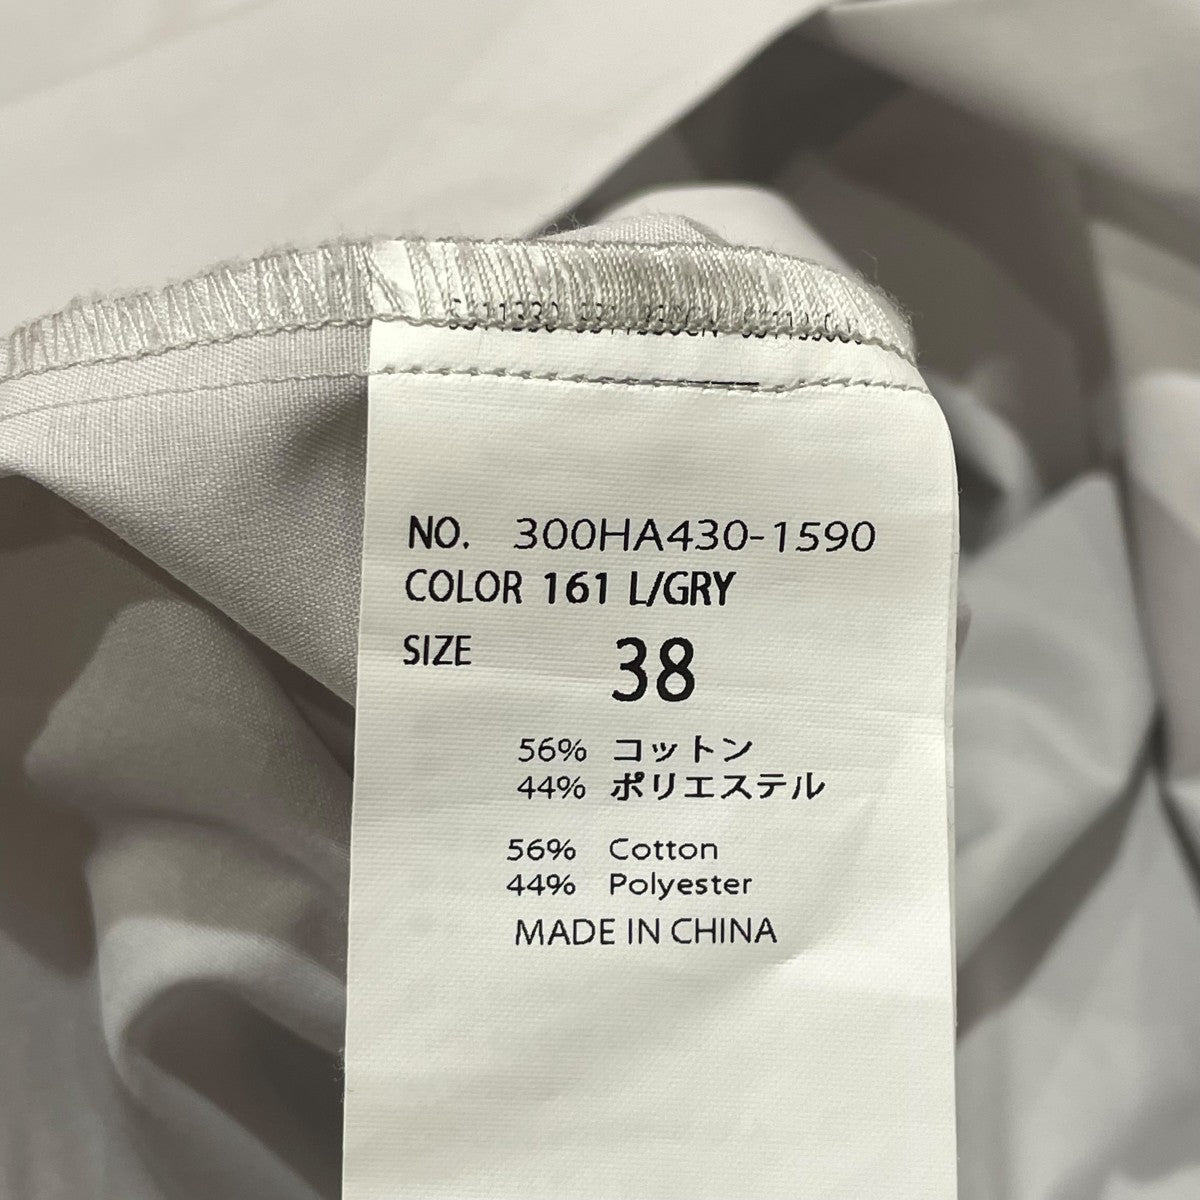 NO. 300HA430-1590
COLOR 161 L/GRY
SIZE 38
56% コットン
44% ポリエステル
56% Cotton
44% Polyester
MADE IN CHINA